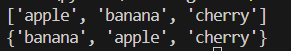 ['apple', 'banana', 'cherry']
{'banana', 'apple', 'cherry'}